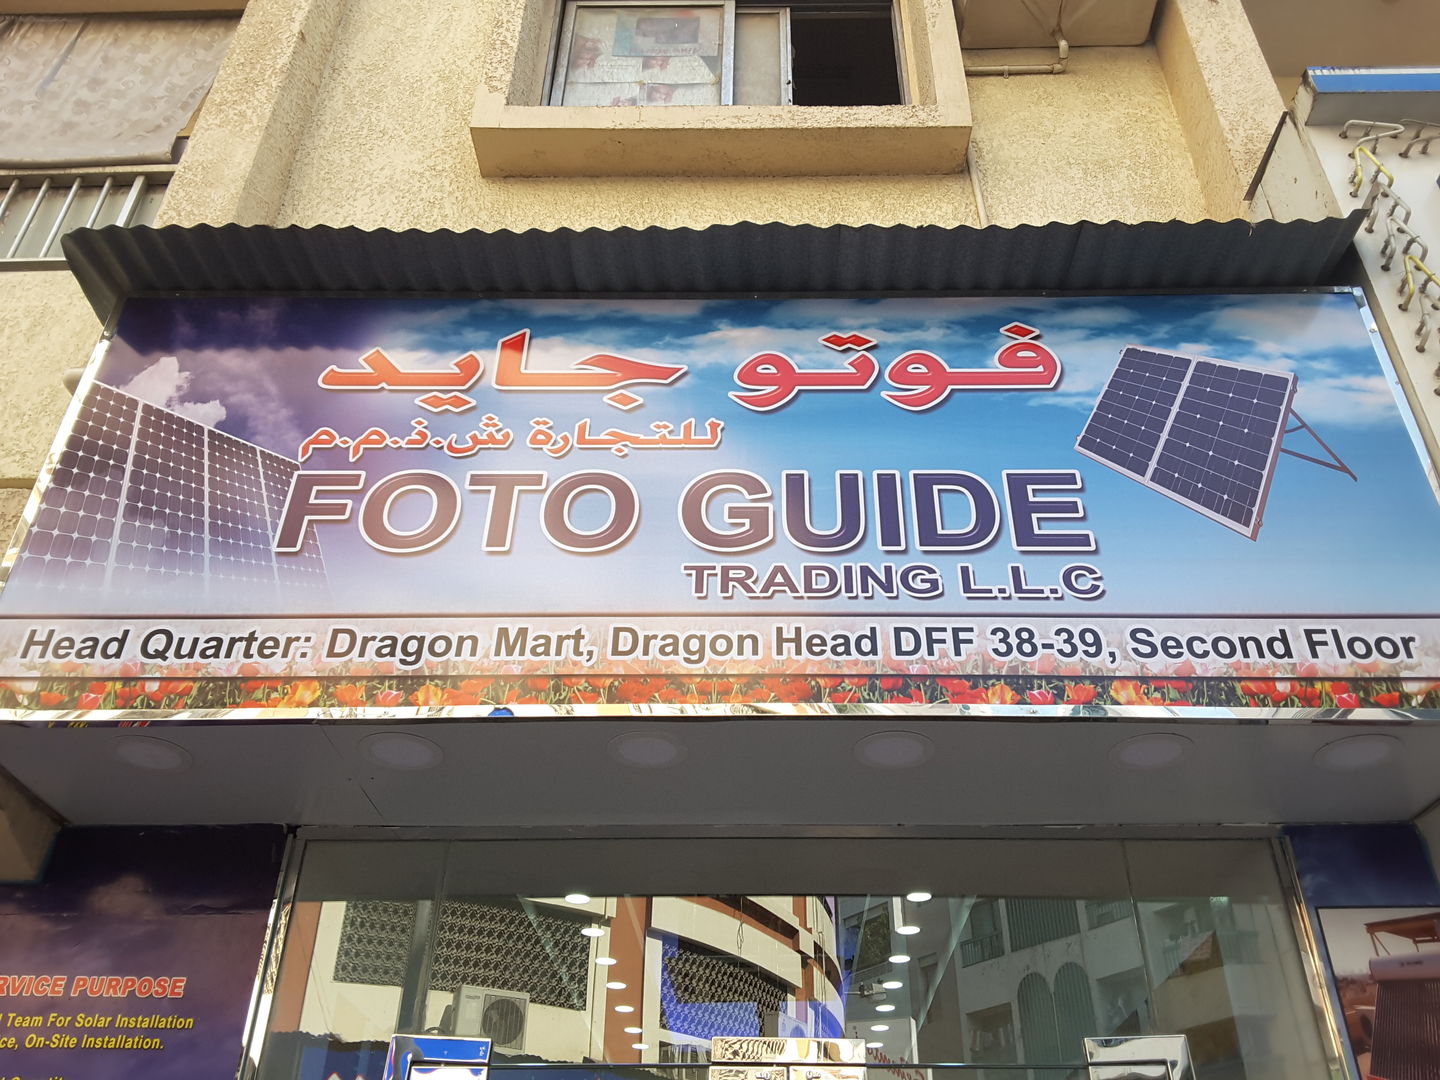 فوتو جايد
للتجارة ش.ذ.م.م
FOTO GUIDE
TRADING L.L.C
Head Quarter: Dragon Mart, Dragon Head DFF 38-39, Second Floor
RVICE PURPOSE
Team For Solar Installation
ce, On-Site Installation.